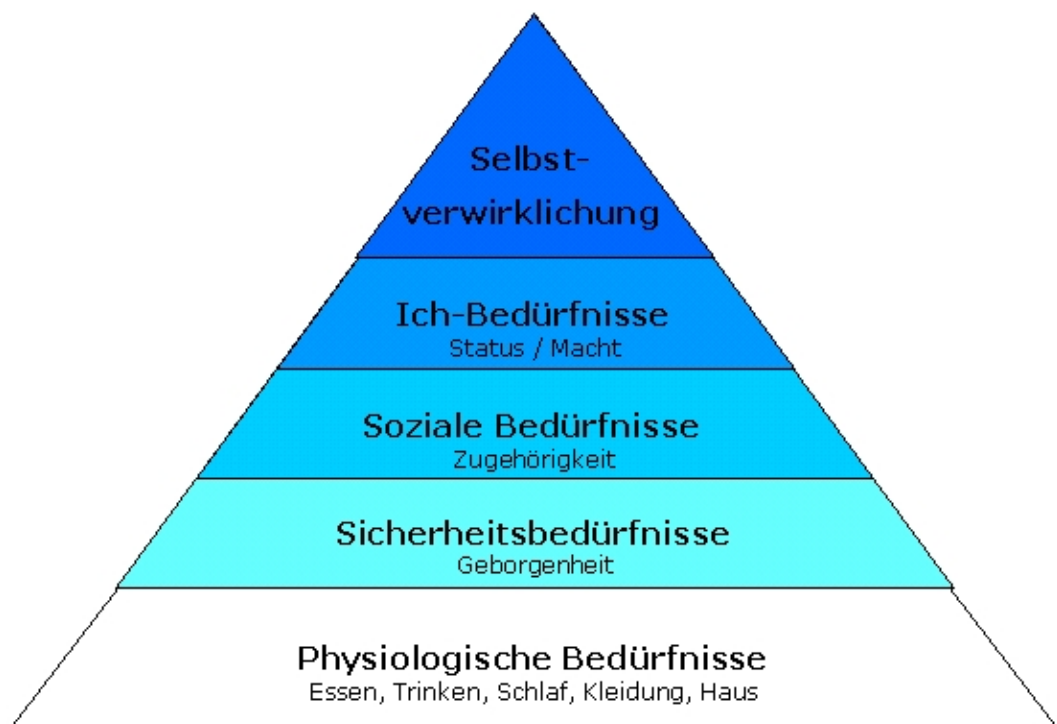 Selbst-
verwirklichung
Ich-Bedürfnisse
Status / Macht
Soziale Bedürfnisse
Zugehörigkeit
Sicherheitsbedürfnisse
Geborgenheit
Physiologische Bedürfnisse
Essen, Trinken, Schlaf, Kleidung, Haus